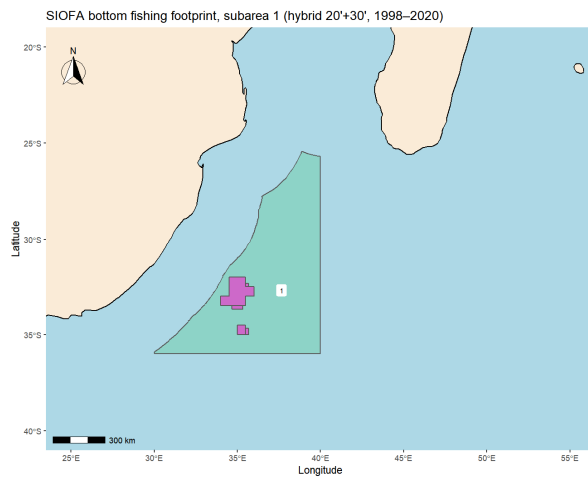 SIOFA bottom fishing footprint, subarea 1 (hybrid 20'+30', 1998–2020)
N
20°S
25°S
30°S
35°S
40°S
Latitude
1
300 km
25°E
30°E
35°E
40°E
45°E
50°E
55°E
Longitude